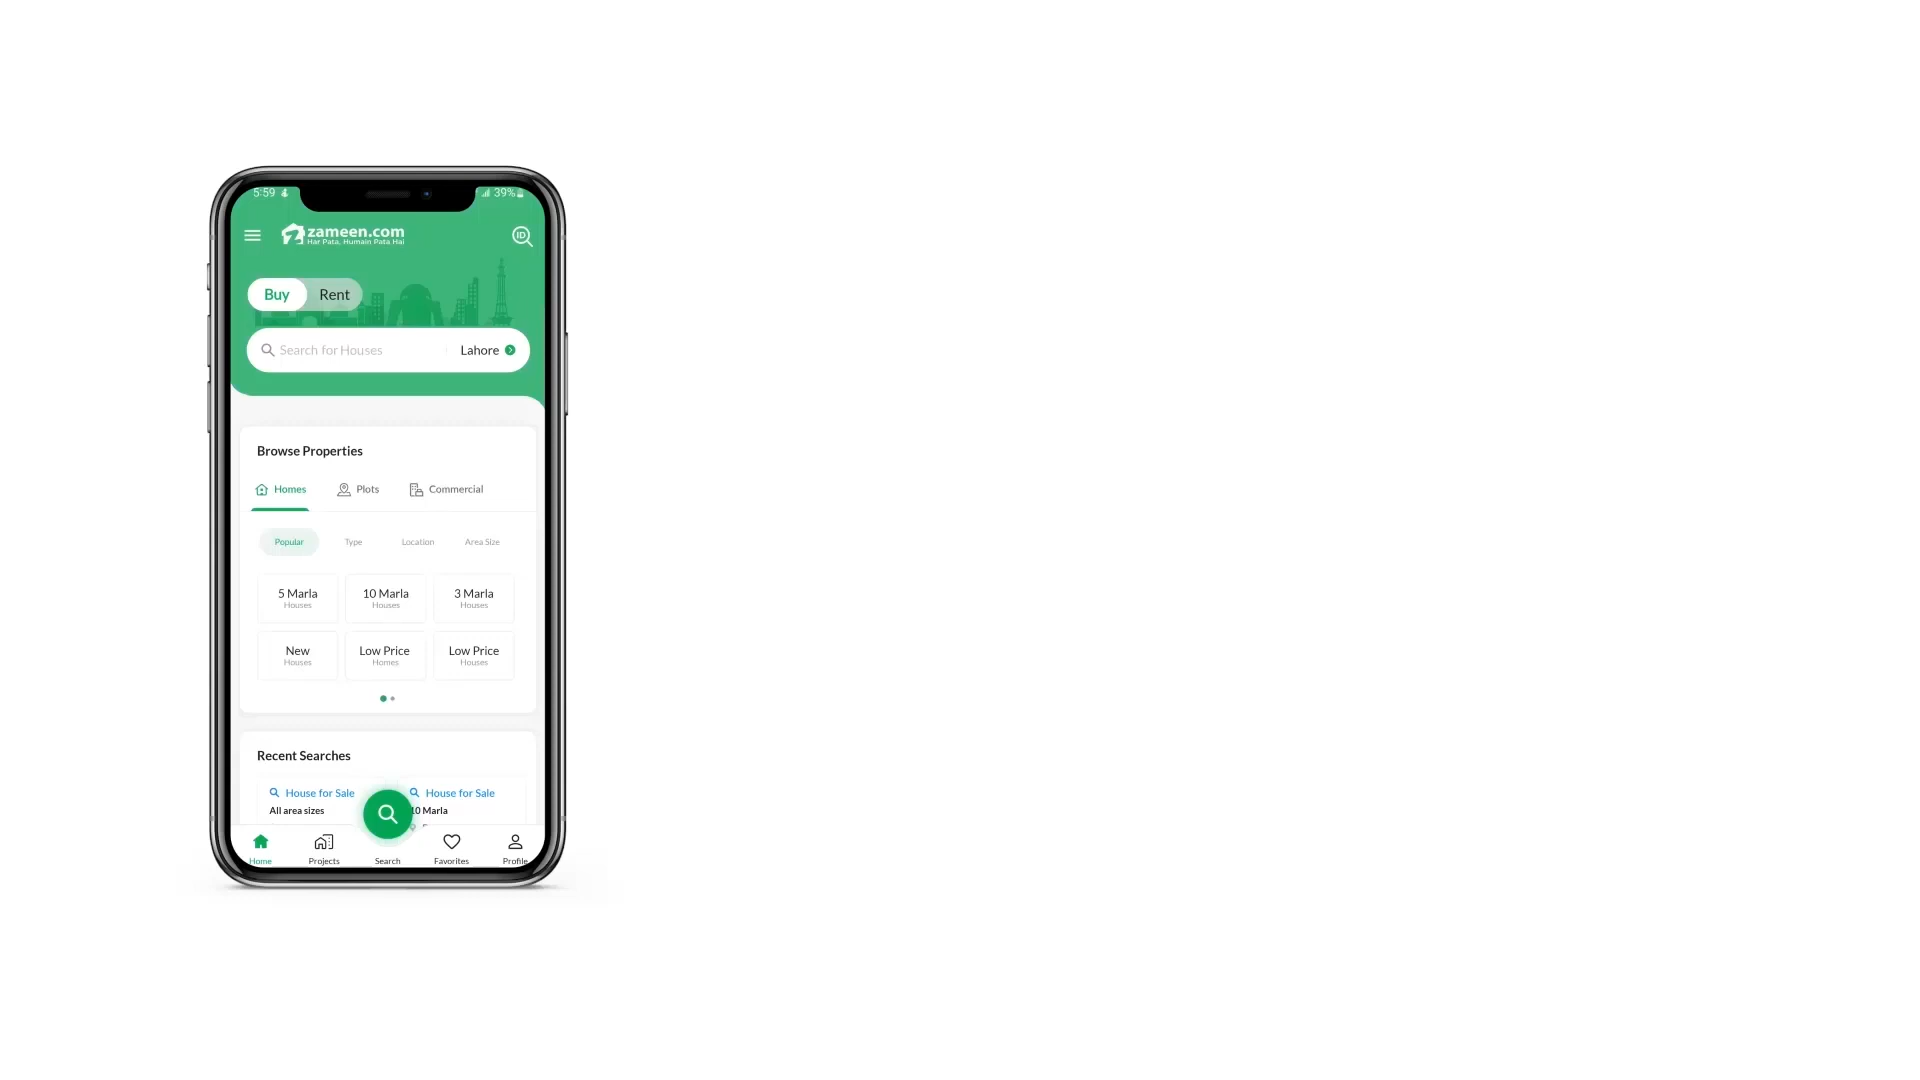 5:59
39%
zameen.com
Har Pata, Humain Pata Hai
ID
Buy Rent
Search for Houses Lahore
Browse Properties
Homes Plots Commercial
Popular Type Location Area Size
5 Marla 10 Marla 3 Marla
Houses Houses Houses
New Low Price Low Price
Houses Homes Houses
Recent Searches
House for Sale House for Sale
All area sizes 10 Marla
Home Projects Search Favorites Profile